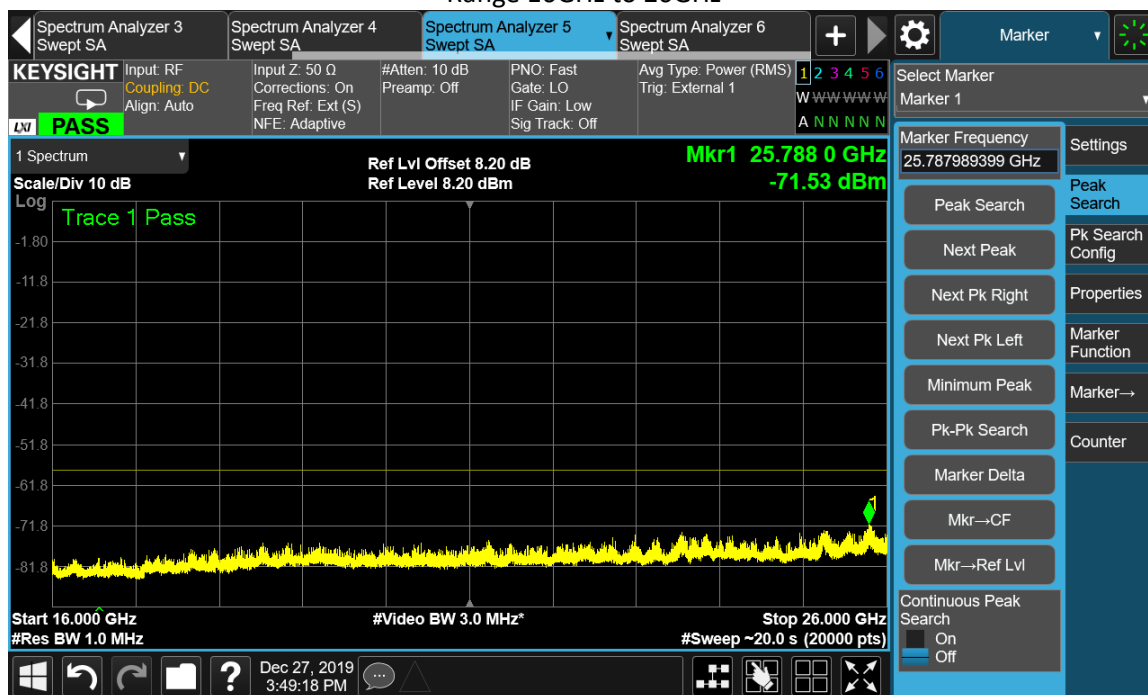 Spectrum Analyzer 3
Swept SA
Spectrum Analyzer 4
Swept SA
Spectrum Analyzer 5
Swept SA
Spectrum Analyzer 6
Swept SA
+
Marker
KEYSIGHT
LXI
PASS
Input: RF
Coupling: DC
Align: Auto
Input Z: 50 Ω
Corrections: On
Freq Ref: Ext (S)
NFE: Adaptive
#Atten: 10 dB
Preamp: Off
PNO: Fast
Gate: LO
IF Gain: Low
Sig Track: Off
Avg Type: Power (RMS)
Trig: External 1
1 2 3 4 5 6
W W W W W W
A N N N N N
Select Marker
Marker 1
1 Spectrum
Scale/Div 10 dB
Ref Lvl Offset 8.20 dB
Ref Level 8.20 dBm
Mkr1 25.788 0 GHz
-71.53 dBm
Log
Trace 1 Pass
-1.80
-11.8
-21.8
-31.8
-41.8
-51.8
-61.8
-71.8
-81.8
1
Start 16.000 GHz
#Res BW 1.0 MHz
#Video BW 3.0 MHz*
Stop 26.000 GHz
#Sweep ~20.0 s (20000 pts)
Marker Frequency
25.787989399 GHz
Peak Search
Next Peak
Next Pk Right
Next Pk Left
Minimum Peak
Pk-Pk Search
Marker Delta
Mkr→CF
Mkr→Ref Lvl
Continuous Peak
Search
On
Off
Settings
Peak
Search
Pk Search
Config
Properties
Marker
Function
Marker→
Counter
?
Dec 27, 2019
3:49:18 PM